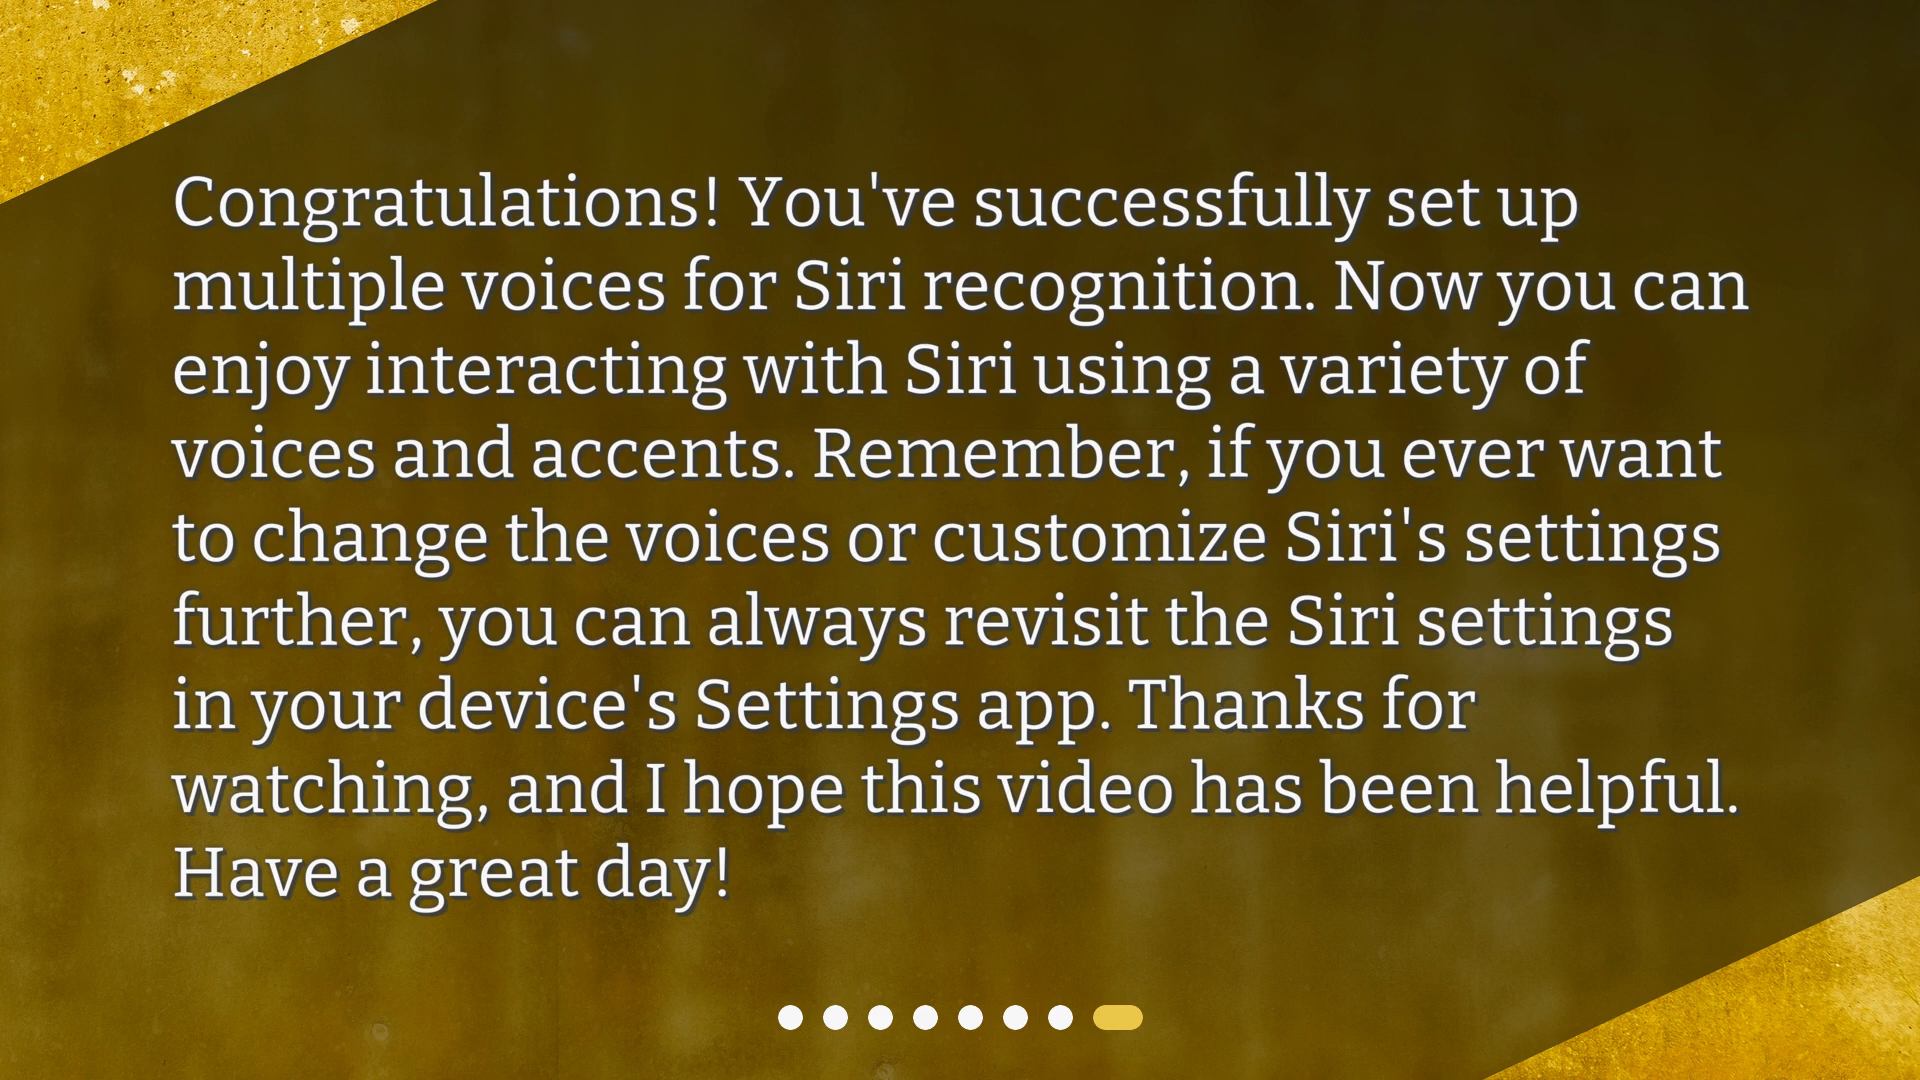 Congratulations! You've successfully set up
multiple voices for Siri recognition. Now you can
enjoy interacting with Siri using a variety of
voices and accents. Remember, if you ever want
to change the voices or customize Siri's settings
further, you can always revisit the Siri settings
in your device's Settings app. Thanks for
watching, and I hope this video has been helpful.
Have a great day!